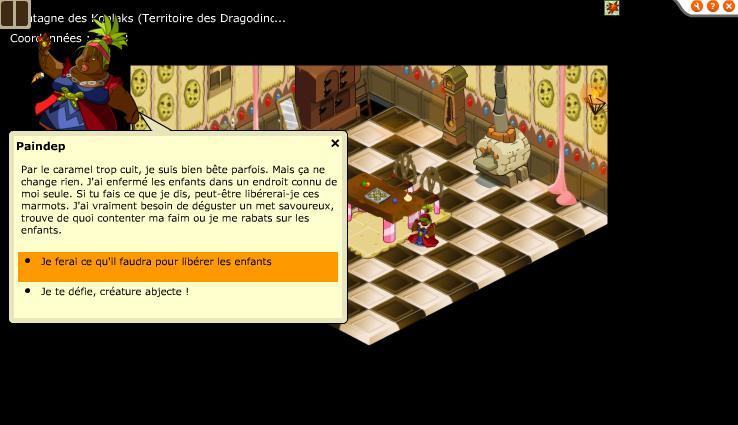 tagne des Koalaks (Territoire des Dragodinc...
Coordonnées :
Paindep
Par le caramel trop cuit, je suis bien bête parfois. Mais ça ne
change rien. J'ai enfermé les enfants dans un endroit connu de
moi seule. Si tu fais ce que je dis, peut-être libérerai-je ces
marmots. J'ai vraiment besoin de déguster un met savoureux,
trouve de quoi contenter ma faim ou je me rabats sur les
enfants.
Je ferai ce qu'il faudra pour libérer les enfants
Je te défie, créature abjecte !